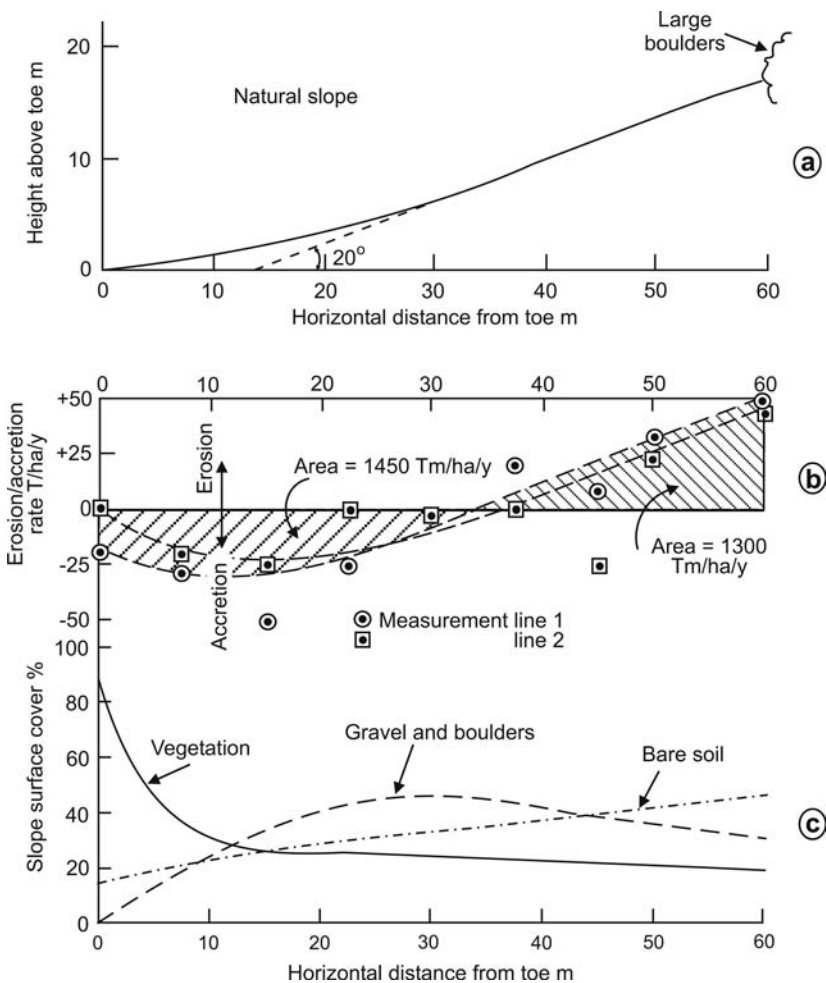 20
10
0
Height above toe m
Natural slope
Large
boulders
20°
a
0 10 20 30 40 50 60
Horizontal distance from toe m
0 10 20 30 40 50 60
+50
+25
0
-25
-50
Erosion/accretion
rate T/ha/y
Erosion
Accretion
Area = 1450 Tm/ha/y
Area = 1300
Tm/ha/y
b
Measurement line 1
line 2
100
80
60
40
20
0
Slope surface cover %
Vegetation
Gravel and boulders
Bare soil
c
0 10 20 30 40 50 60
Horizontal distance from toe m